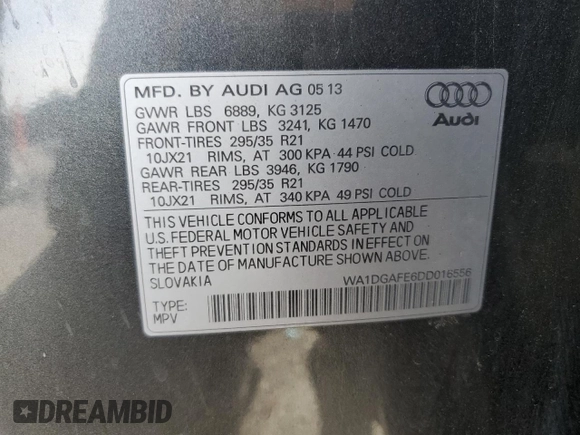 MFD. BY AUDI AG 05 13
GVWR LBS 6889, KG 3125
GAWR FRONT LBS 3241, KG 1470
FRONT-TIRES 295/35 R21
10JX21 RIMS, AT 300 KPA 44 PSI COLD
GAWR REAR LBS 3946, KG 1790
REAR-TIRES 295/35 R21
10JX21 RIMS, AT 340 KPA 49 PSI COLD
THIS VEHICLE CONFORMS TO ALL APPLICABLE
U.S. FEDERAL MOTOR VEHICLE SAFETY AND
THEFT PREVENTION STANDARDS IN EFFECT ON
THE DATE OF MANUFACTURE SHOWN ABOVE.
SLOVAKIA WA1DGAFE6DD016556
TYPE:
MPV
Audi
DREAMBID